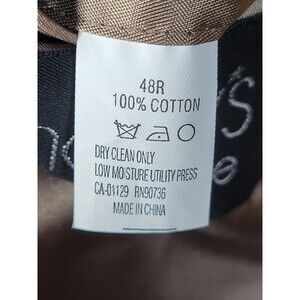 48R
100% COTTON
DRY CLEAN ONLY
LOW MOISTURE UTILITY PRESS
CA-01129 RN90736
MADE IN CHINA